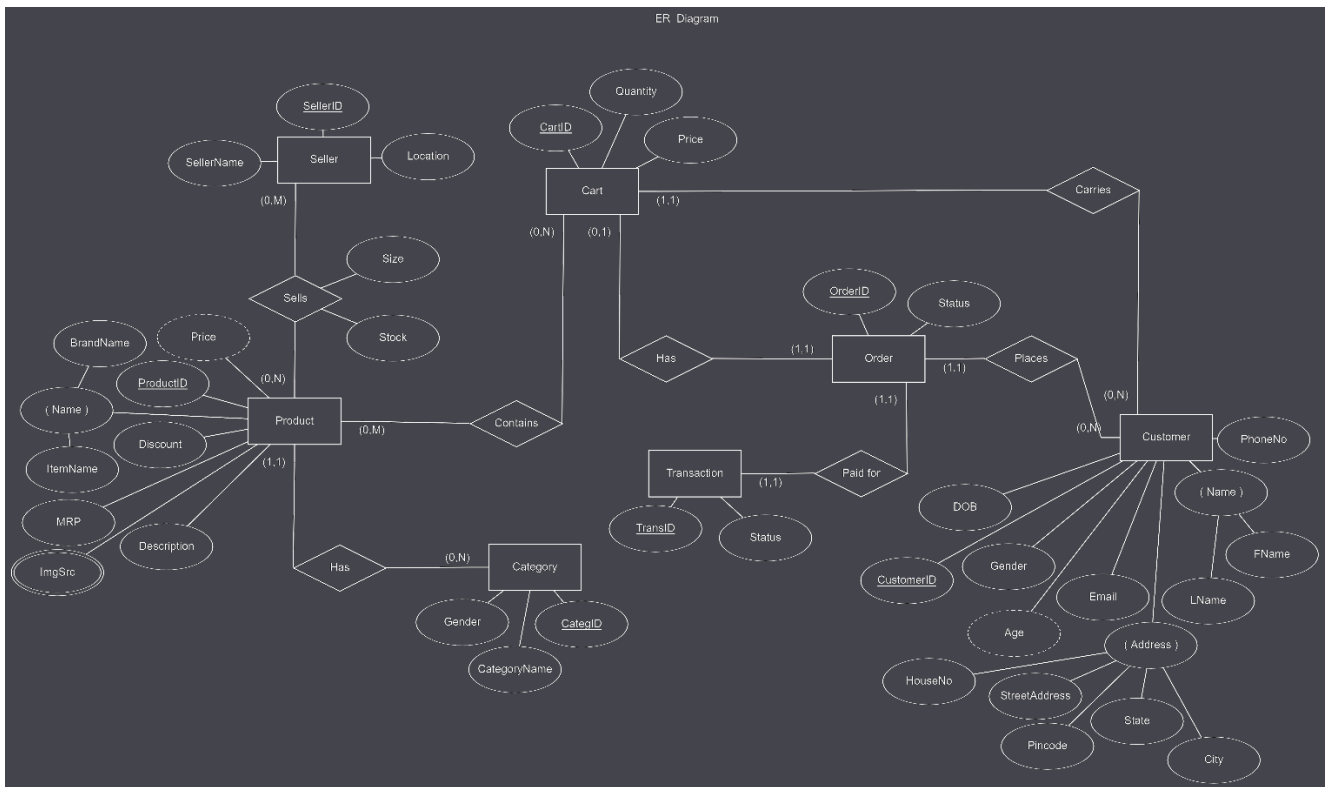 ER Diagram
SellerID
SellerName
Seller
Location
(0,M)
Size
Sells
Stock
Price
BrandName
ProductID
(0,N)
( Name )
Product
(0,M)
Discount
ItemName
(1,1)
MRP
Description
ImgSrc
Has
(0,N)
Category
Gender
CategID
CategoryName
Quantity
CartID
Price
Cart
(1,1)
Carries
(0,N)
(0,1)
Contains
OrderID
Status
Has
(1,1)
Order
(1,1)
Places
(1,1)
(0,N)
(0,N)
Customer
PhoneNo
Transaction
(1,1)
Paid for
TransID
Status
DOB
( Name )
FName
LName
CustomerID
Gender
Email
Age
( Address )
HouseNo
StreetAddress
Pincode
State
City